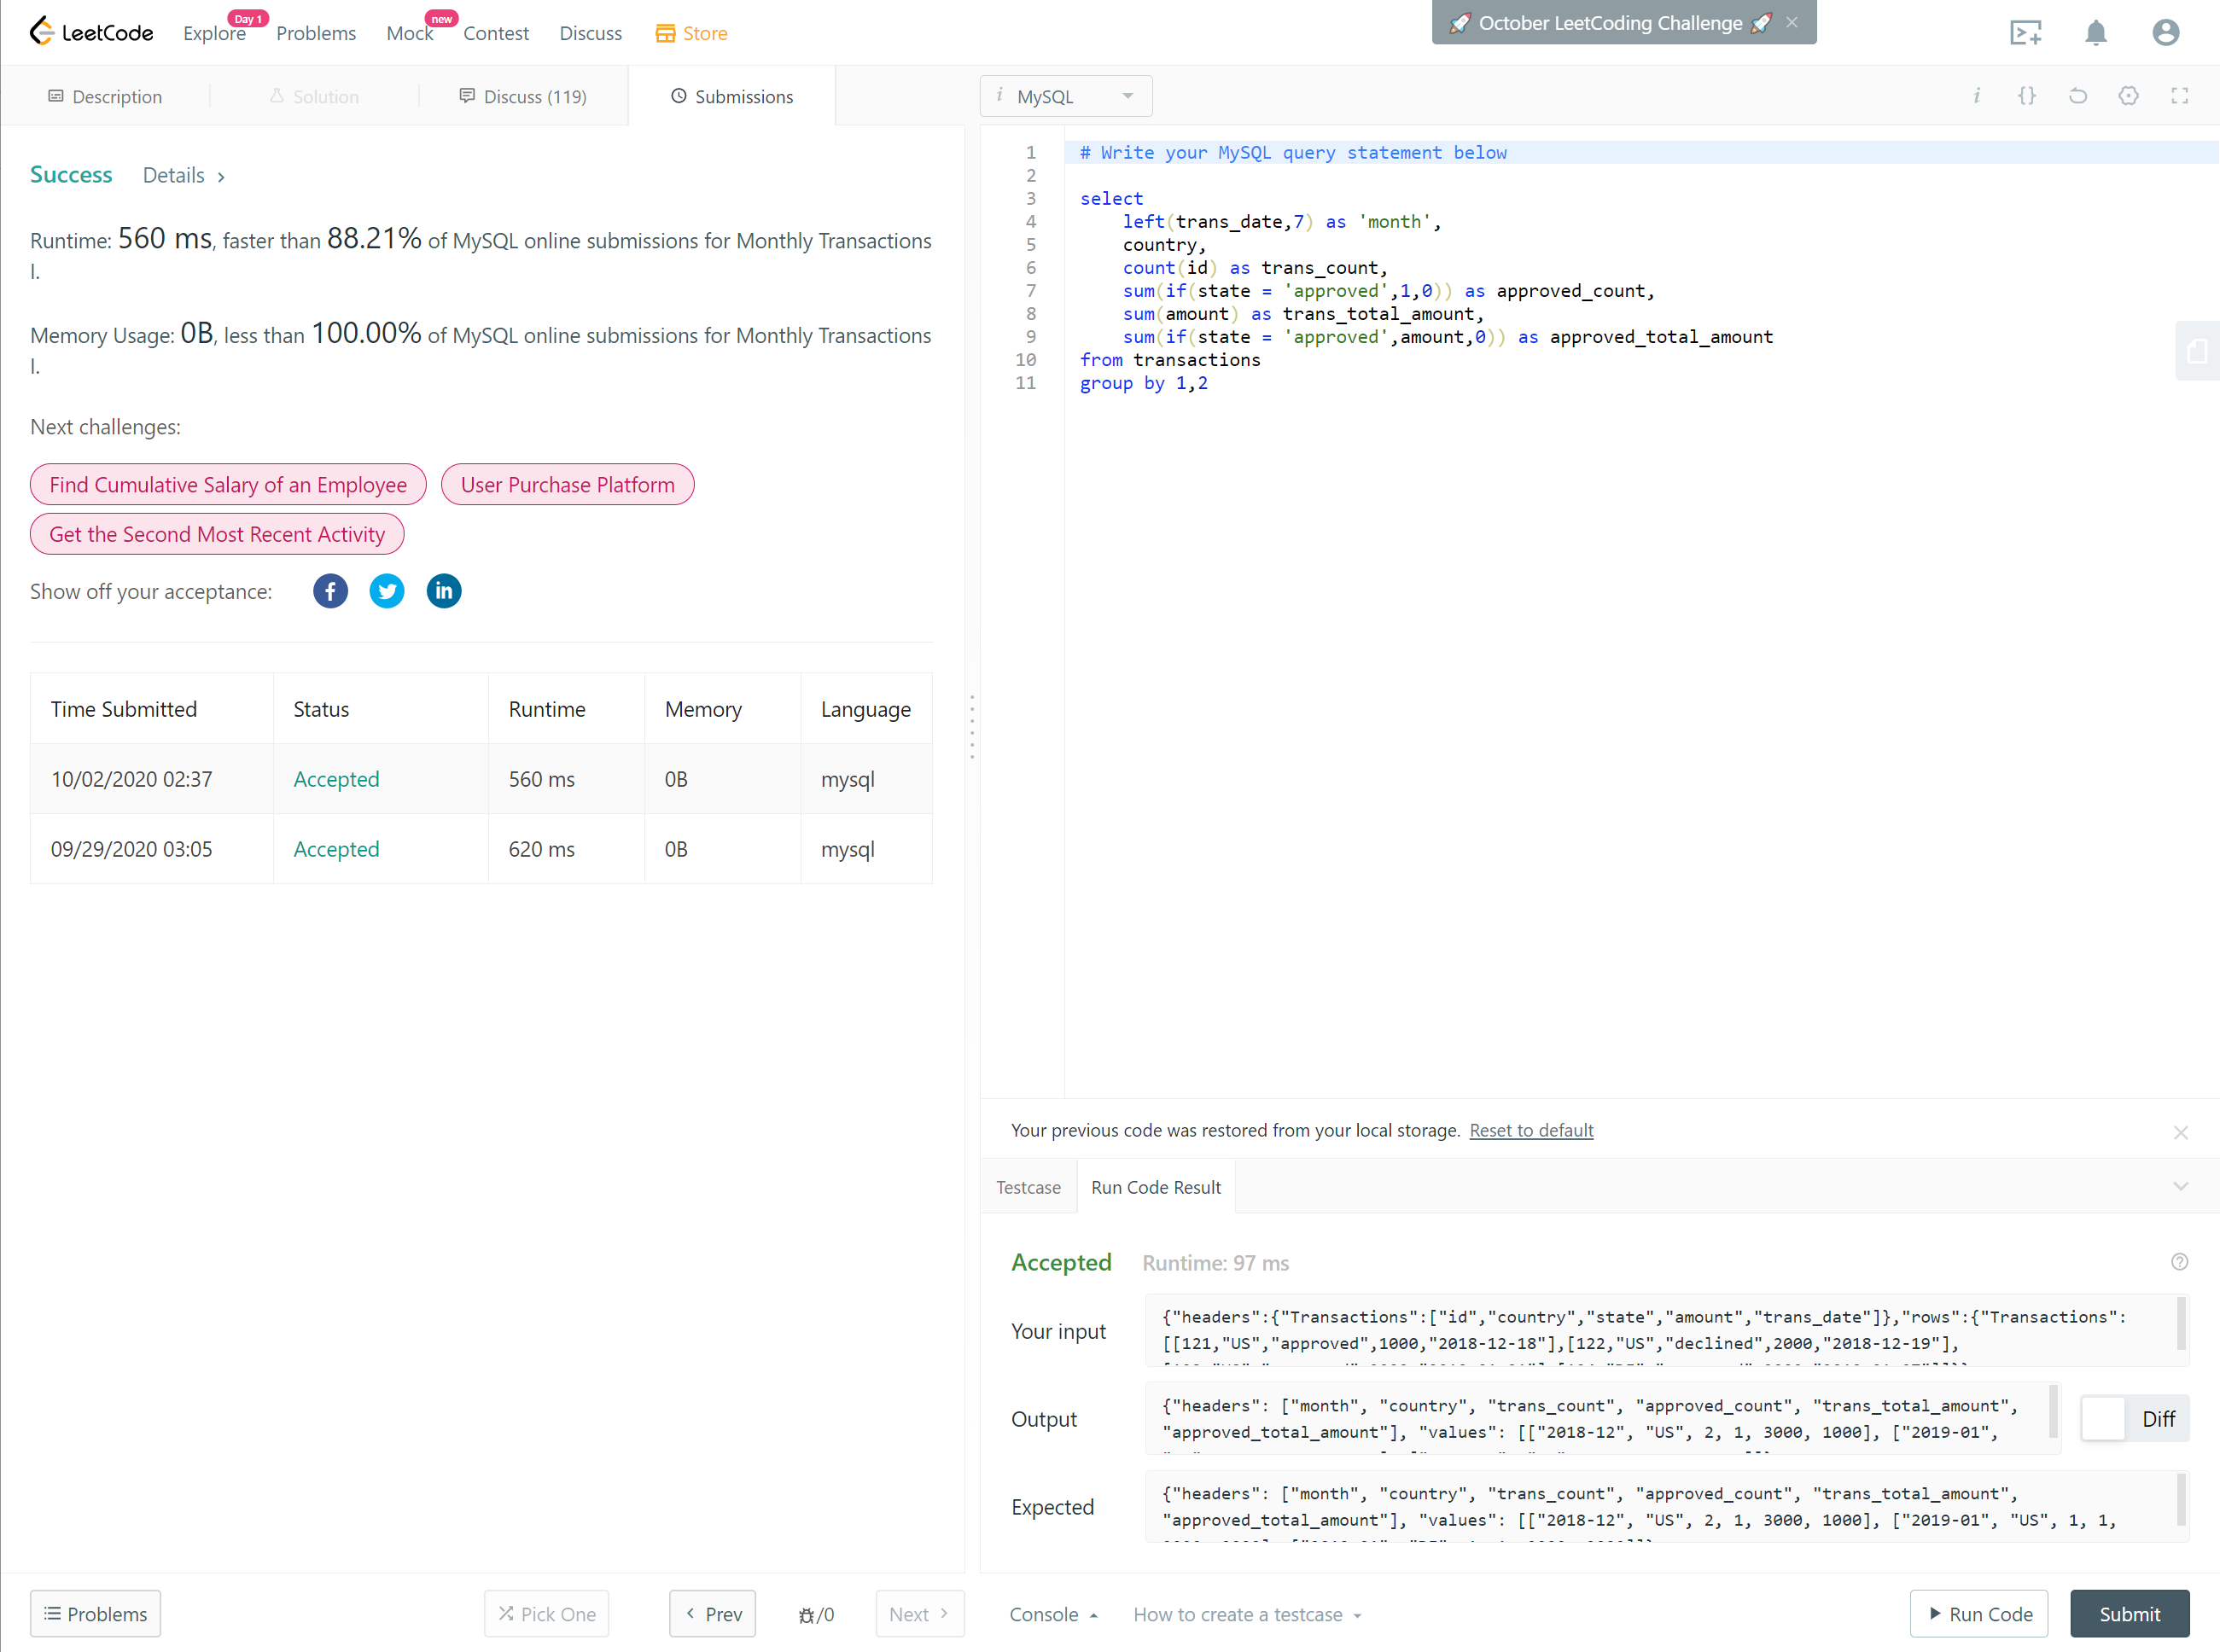 LeetCode
Explore
Day 1
Problems
Mock
new
Contest
Discuss
Store
🚀 October LeetCoding Challenge 🚀
Description
Solution
Discuss (119)
Submissions
i MySQL
Success
Details
Runtime: 560 ms, faster than 88.21% of MySQL online submissions for Monthly Transactions
I.
Memory Usage: 0B, less than 100.00% of MySQL online submissions for Monthly Transactions
I.
Next challenges:
Find Cumulative Salary of an Employee
User Purchase Platform
Get the Second Most Recent Activity
Show off your acceptance:
Time Submitted Status Runtime Memory Language
10/02/2020 02:37 Accepted 560 ms 0B mysql
09/29/2020 03:05 Accepted 620 ms 0B mysql
1 # Write your MySQL query statement below
2
3 select
4 left(trans_date,7) as 'month',
5 country,
6 count(id) as trans_count,
7 sum(if(state = 'approved',1,0)) as approved_count,
8 sum(amount) as trans_total_amount,
9 sum(if(state = 'approved',amount,0)) as approved_total_amount
10 from transactions
11 group by 1,2
Your previous code was restored from your local storage. Reset to default
Testcase
Run Code Result
Accepted
Runtime: 97 ms
Your input
{"headers":{"Transactions":["id","country","state","amount","trans_date"]},"rows":{"Transactions":
[[121,"US","approved",1000,"2018-12-18"],[122,"US","declined",2000,"2018-12-19"],
Output
{"headers": ["month", "country", "trans_count", "approved_count", "trans_total_amount",
"approved_total_amount"], "values": [["2018-12", "US", 2, 1, 3000, 1000], ["2019-01",
Diff
Expected
{"headers": ["month", "country", "trans_count", "approved_count", "trans_total_amount",
"approved_total_amount"], "values": [["2018-12", "US", 2, 1, 3000, 1000], ["2019-01", "US", 1, 1,
Problems
Pick One
Prev
/0
Next
Console
How to create a testcase
Run Code
Submit